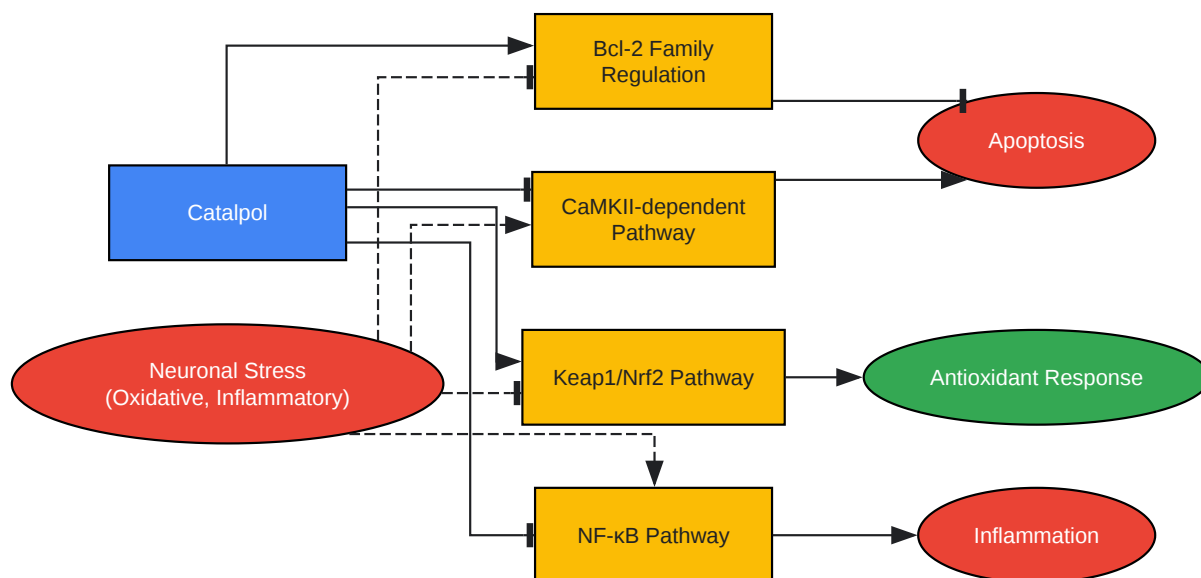 Bcl-2 Family
Regulation
Apoptosis
Catalpol
CaMKII-dependent
Pathway
Neuronal Stress
(Oxidative, Inflammatory)
Keap1/Nrf2 Pathway
Antioxidant Response
NF-κB Pathway
Inflammation